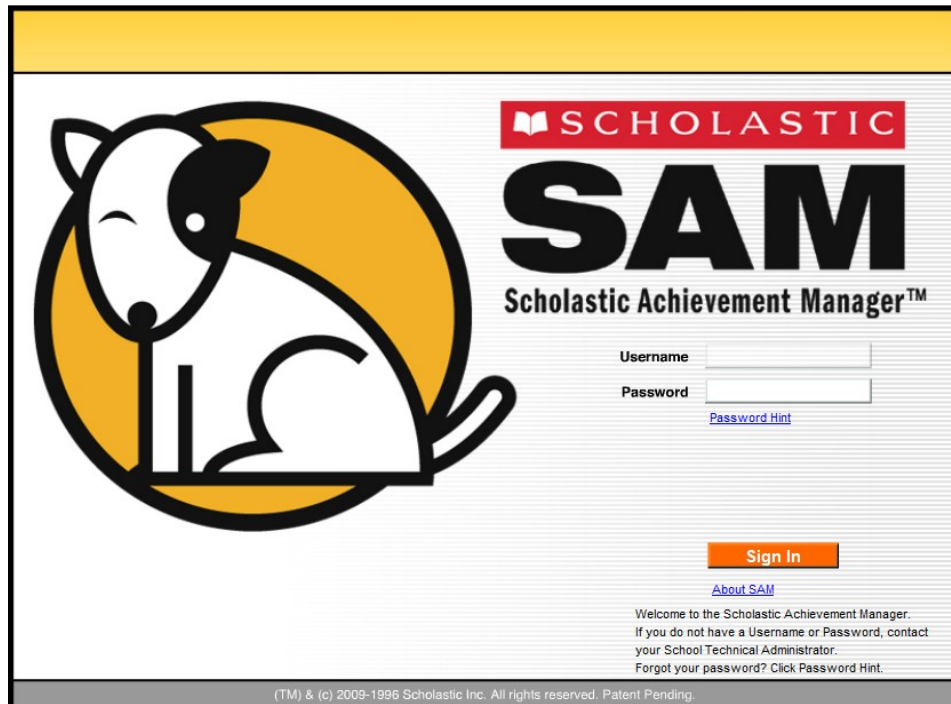 SCHOLASTIC
SAM
Scholastic Achievement Manager™
Username
Password
Password Hint
Sign In
About SAM
Welcome to the Scholastic Achievement Manager.
If you do not have a Username or Password, contact
your School Technical Administrator.
Forgot your password? Click Password Hint.
(TM) & (c) 2009-1996 Scholastic Inc. All rights reserved. Patent Pending.